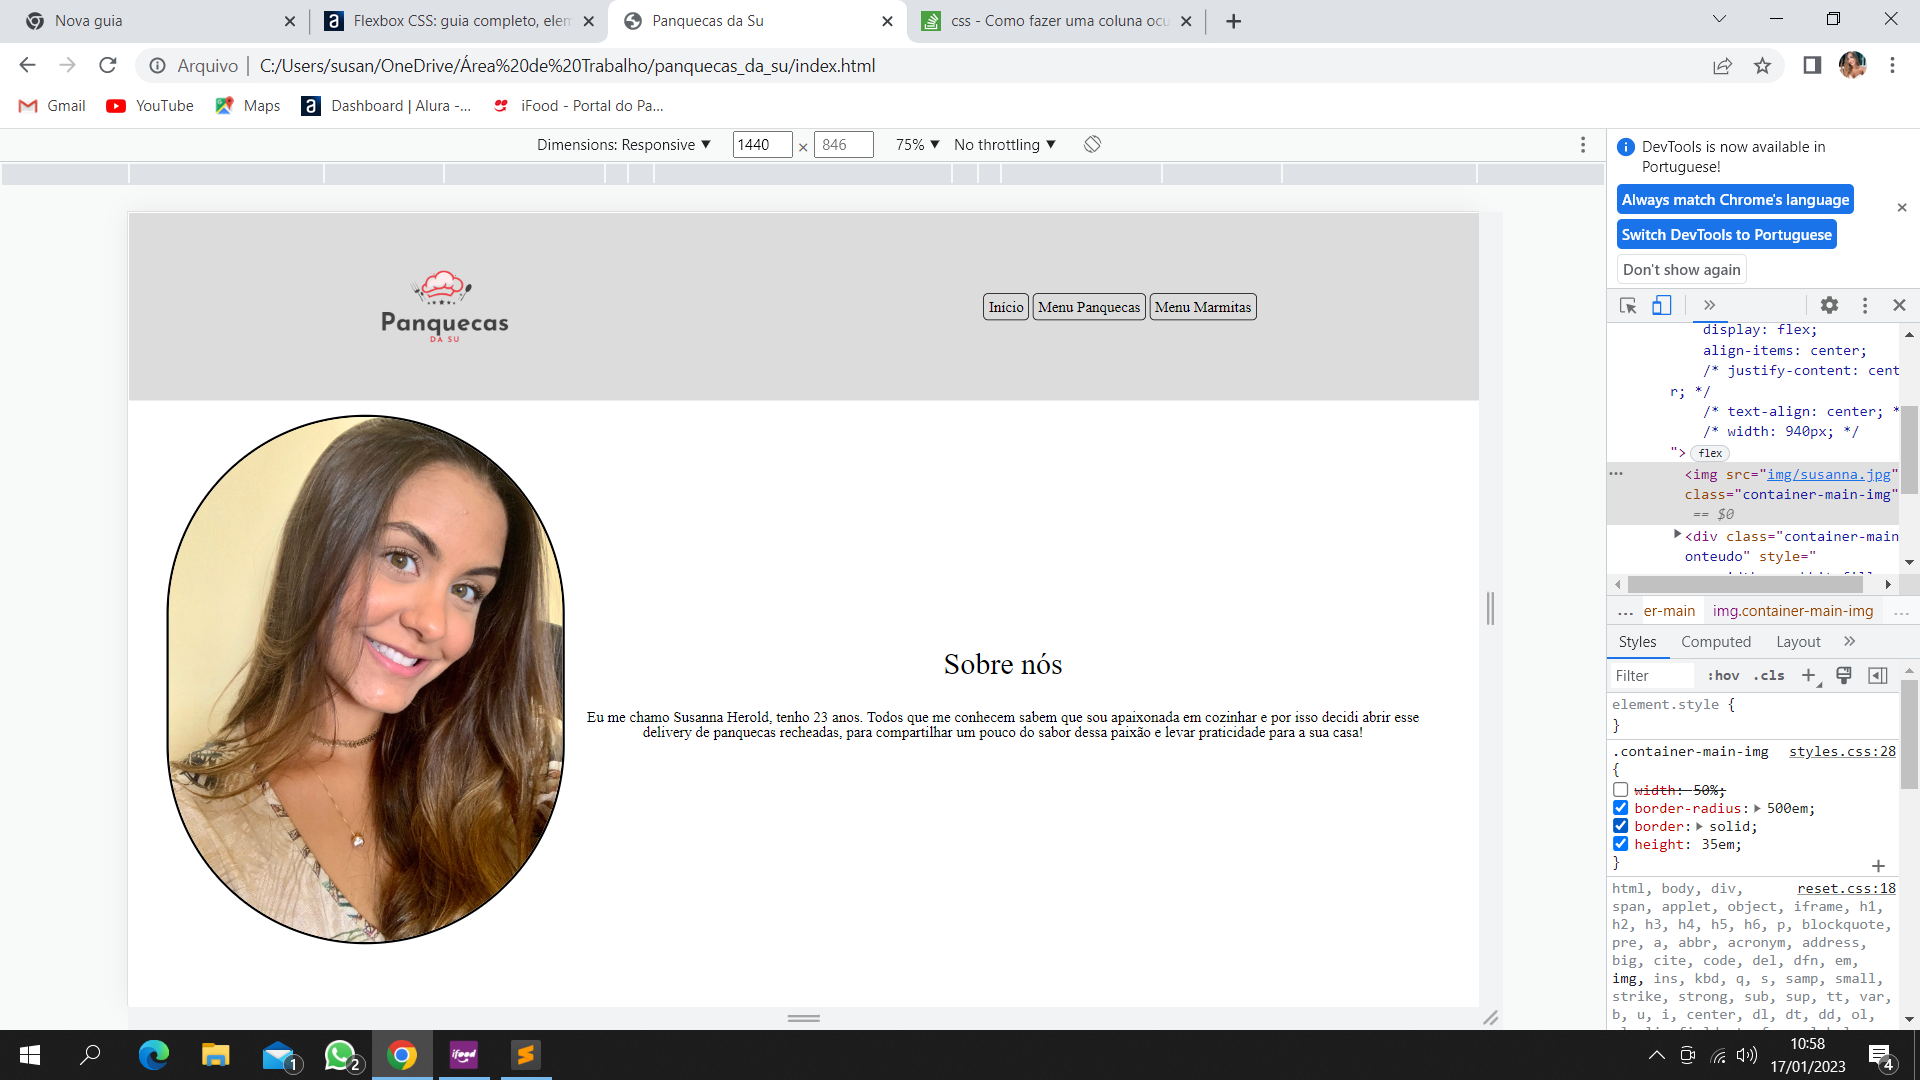 Nova guia
Flexbox CSS: guia completo, elem
Panquecas da Su
css - Como fazer uma coluna ocu
Arquivo
C:/Users/susan/OneDrive/Área%20de%20Trabalho/panquecas_da_su/index.html
Gmail
YouTube
Maps
Dashboard | Alura -...
iFood - Portal do Pa...
Dimensions: Responsive
1440
×
846
75%
No throttling
Panquecas
DA SU
Início
Menu Panquecas
Menu Marmitas
Sobre nós
Eu me chamo Susanna Herold, tenho 23 anos. Todos que me conhecem sabem que sou apaixonada em cozinhar e por isso decidi abrir esse
delivery de panquecas recheadas, para compartilhar um pouco do sabor dessa paixão e levar praticidade para a sua casa!
DevTools is now available in
Portuguese!
Always match Chrome's language
Switch DevTools to Portuguese
Don't show again
display: flex;
align-items: center;
/* justify-content: cent
r; */
/* text-align: center; *
/* width: 940px; */
"> flex
<img src="img/susanna.jpg"
class="container-main-img"
== $0
<div class="container-main
onteudo" style="
... er-main img.container-main-img ...
Styles Computed Layout
Filter :hov .cls
element.style {
}
.container-main-img styles.css:28
{
width: 50%;
border-radius: 500em;
border: solid;
height: 35em;
}
html, body, div, reset.css:18
span, applet, object, iframe, h1,
h2, h3, h4, h5, h6, p, blockquote,
pre, a, abbr, acronym, address,
big, cite, code, del, dfn, em,
img, ins, kbd, q, s, samp, small,
strike, strong, sub, sup, tt, var,
b, u, i, center, dl, dt, dd, ol,
1
2
ifood
10:58
17/01/2023
4